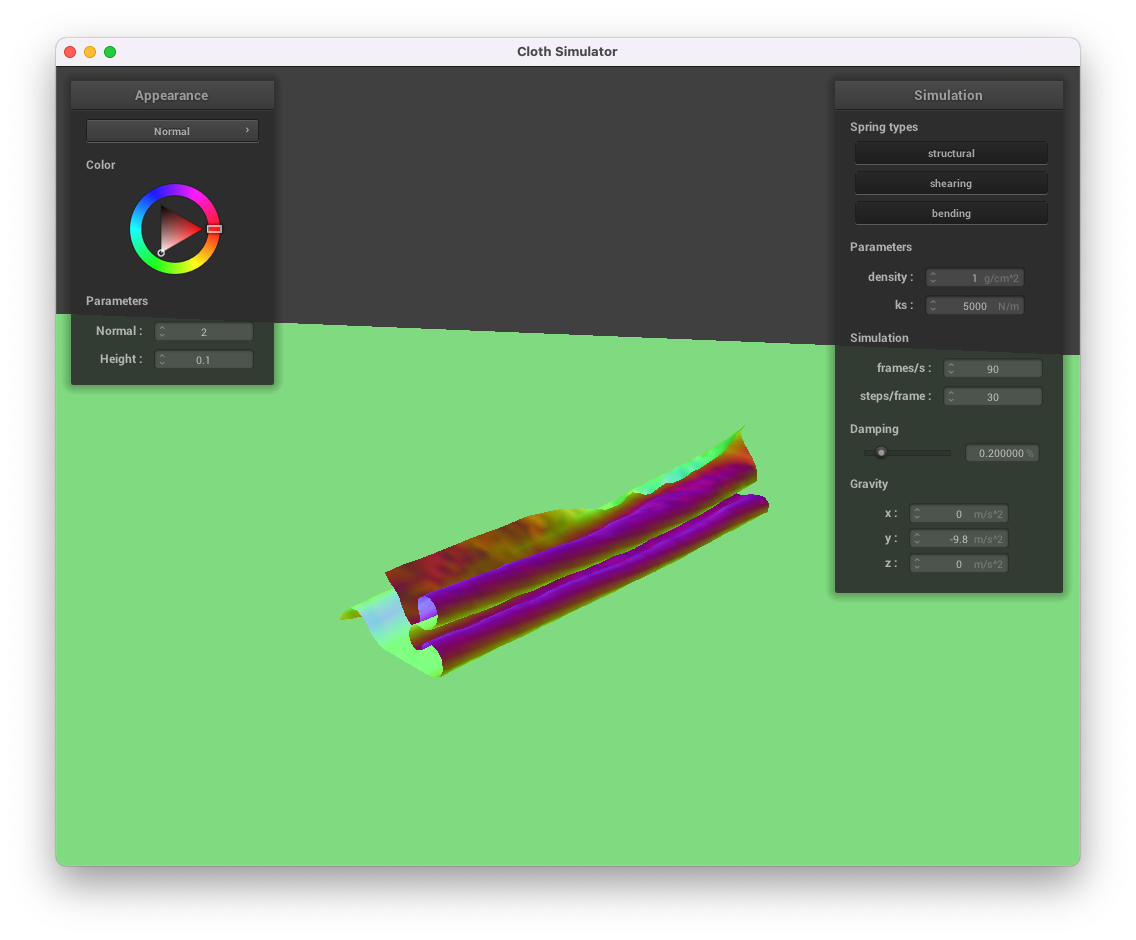 Cloth Simulator
Appearance
Normal
Color
Parameters
Normal : 2
Height : 0.1
Simulation
Spring types
structural
shearing
bending
Parameters
density : 1 g/cm^2
ks : 5000 N/m
Simulation
frames/s : 90
steps/frame : 30
Damping
0.200000 %
Gravity
x : 0 m/s^2
y : -9.8 m/s^2
z : 0 m/s^2